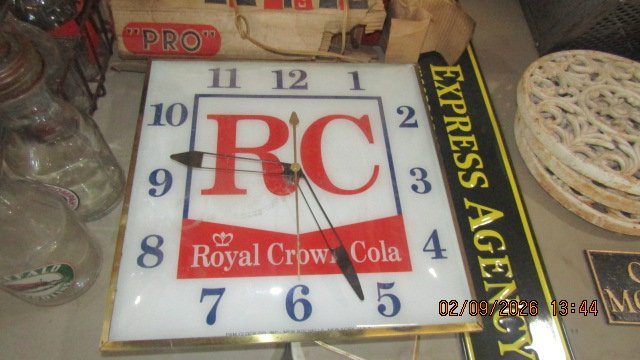 "PRO"
11 12 1
10 2
RC
9 3
Royal Crown Cola
8 4
7 6 5
EXPRESS AGENCY
02/09/2026 13:44